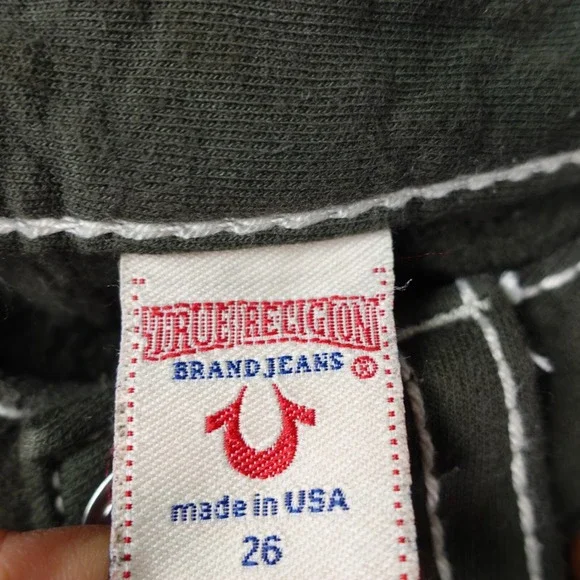 TRUE RELIGION
BRAND JEANS ®
made in USA
26